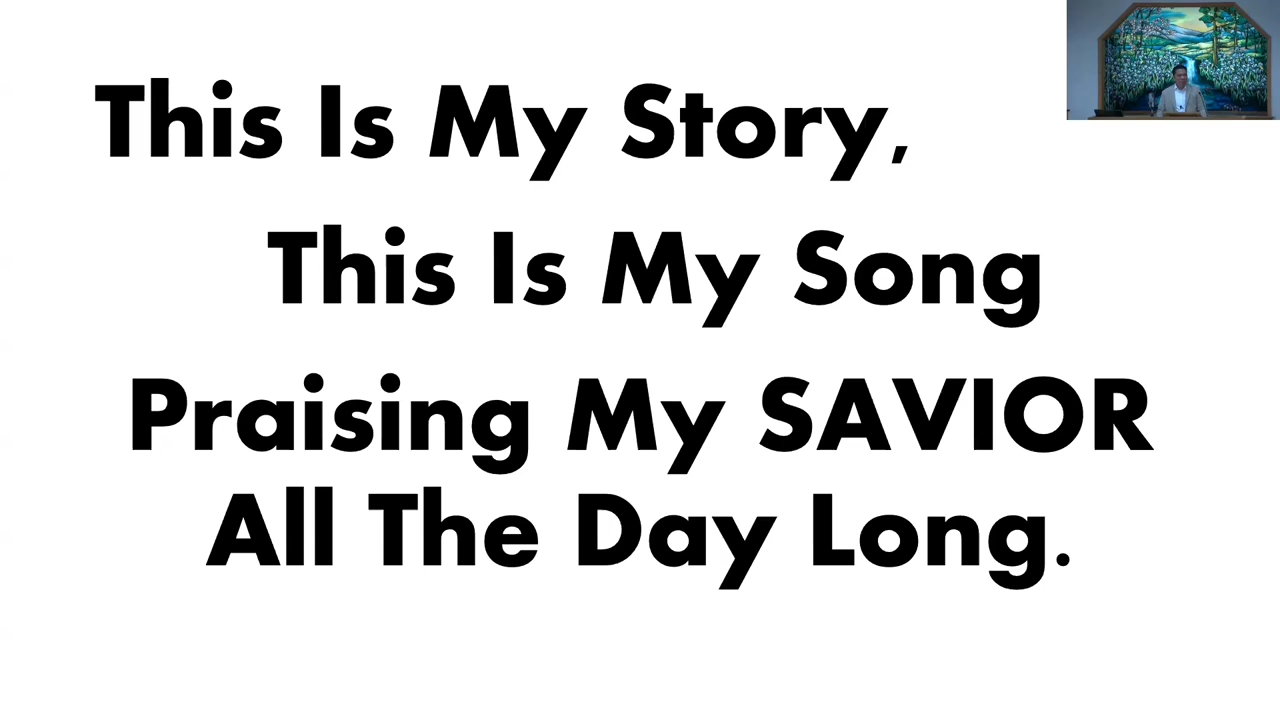 This Is My Story,
This Is My Song
Praising My SAVIOR
All The Day Long.